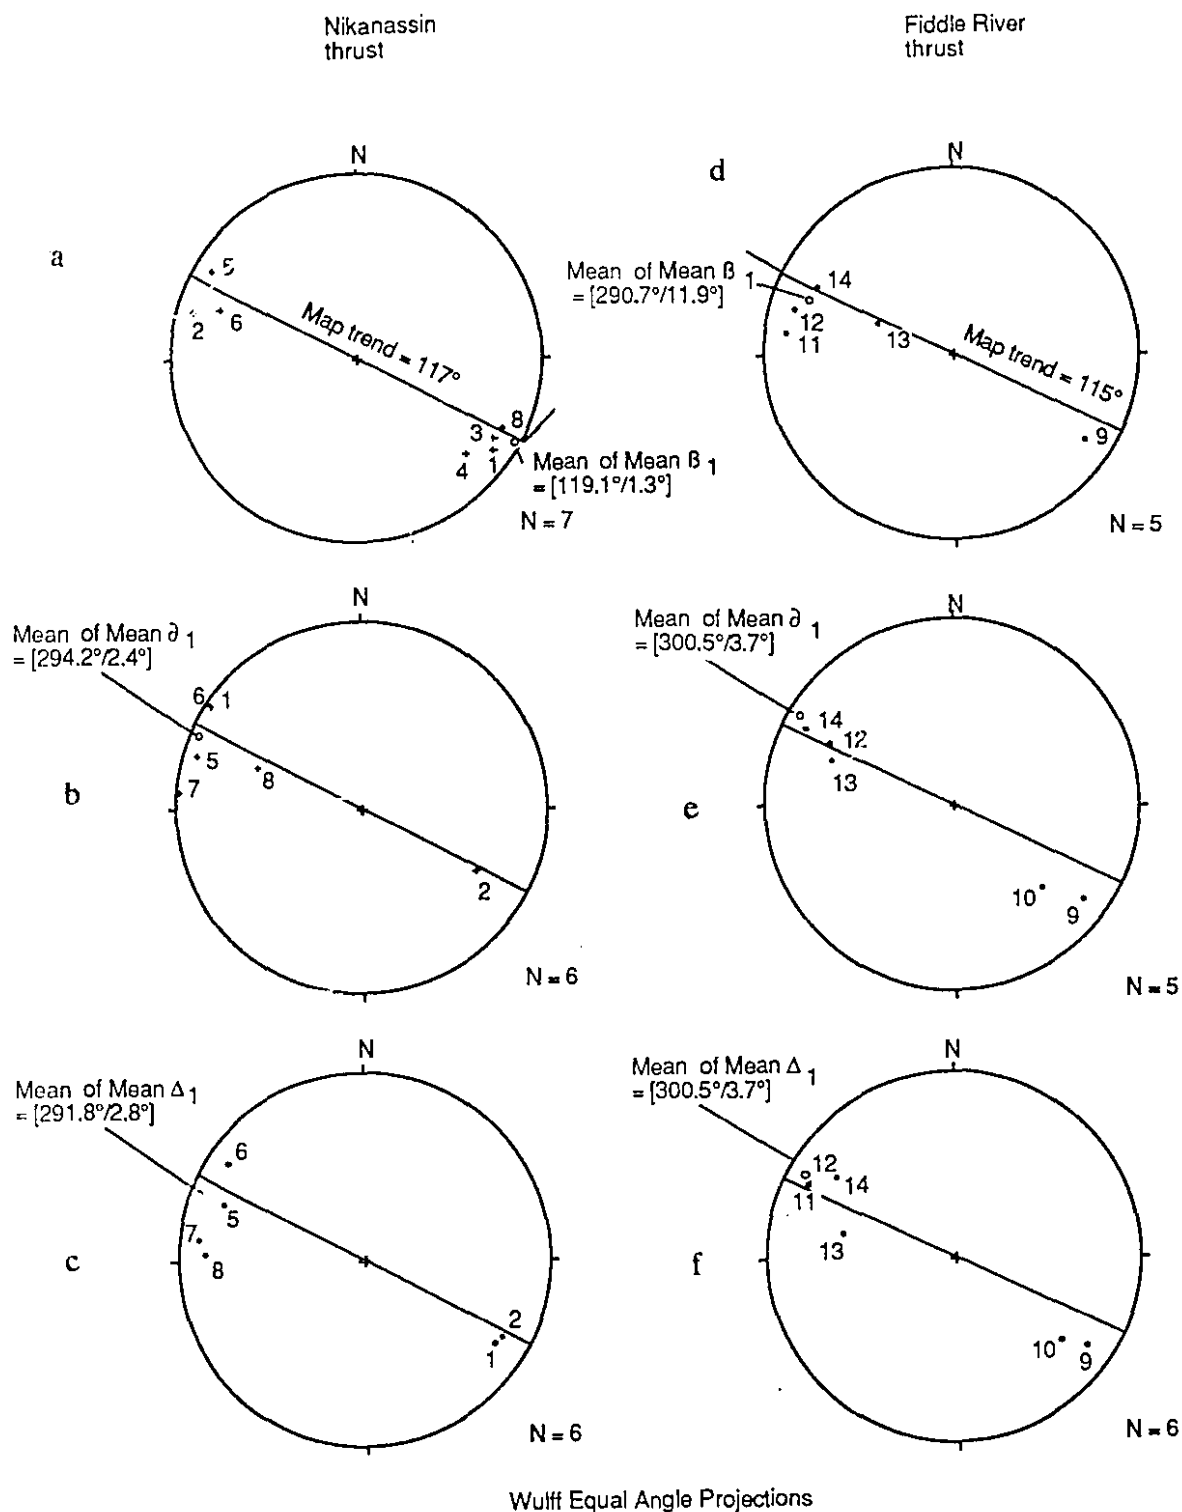 Nikanassin
thrust
Fiddle River
thrust
a
N
5
2
6
Map trend = 117°
8
3
4
1
Mean of Mean β 1
= [119.1°/1.3°]
N = 7
d
N
Mean of Mean β 1
= [290.7°/11.9°]
14
12
11
13
Map trend = 115°
9
N = 5
b
N
Mean of Mean ∂ 1
= [294.2°/2.4°]
6
1
5
7
8
2
N = 6
e
N
Mean of Mean ∂ 1
= [300.5°/3.7°]
14
12
13
10
9
N = 5
c
N
Mean of Mean Δ 1
= [291.8°/2.8°]
6
5
7
8
2
1
N = 6
f
N
Mean of Mean Δ 1
= [300.5°/3.7°]
12
14
11
13
10
9
N = 6
Wulff Equal Angle Projections